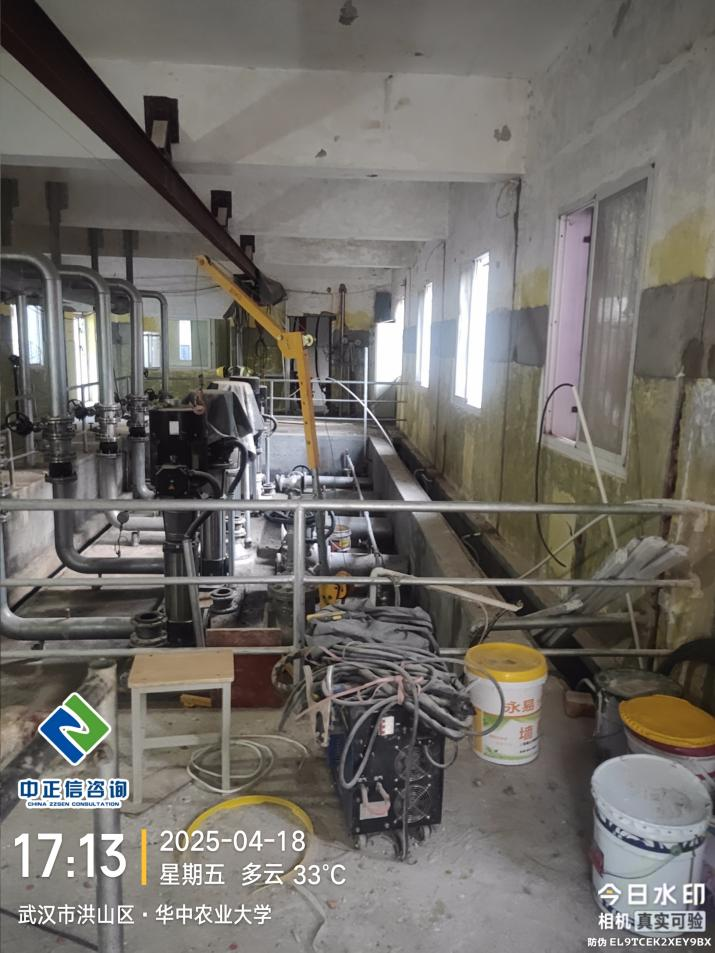 永易
墙
中正信咨询
CHINA ZZSEN CONSULTATION
17:13
2025-04-18
星期五 多云 33℃
武汉市洪山区·华中农业大学
今日水印
相机 真实可验
防伪 EL9TCEK2XEY9BX